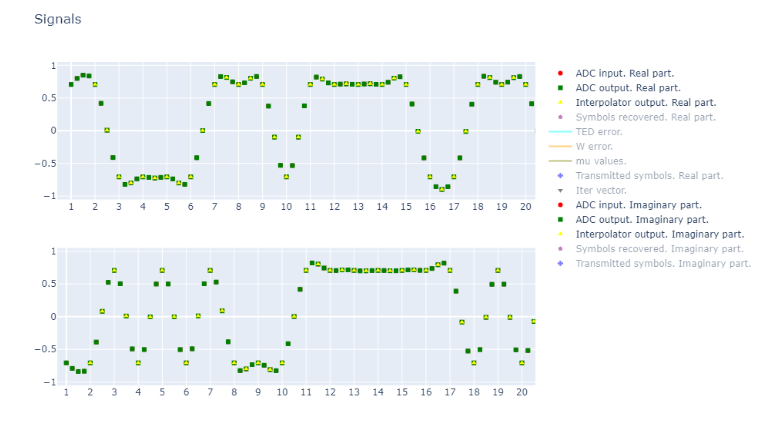 Signals
1
0.5
0
−0.5
−1
1 2 3 4 5 6 7 8 9 10 11 12 13 14 15 16 17 18 19 20
1
0.5
0
−0.5
−1
1 2 3 4 5 6 7 8 9 10 11 12 13 14 15 16 17 18 19 20
ADC input. Real part.
ADC output. Real part.
Interpolator output. Real part.
Symbols recovered. Real part.
TED error.
W error.
mu values.
Transmitted symbols. Real part.
Iter vector.
ADC input. Imaginary part.
ADC output. Imaginary part.
Interpolator output. Imaginary part.
Symbols recovered. Imaginary part.
Transmitted symbols. Imaginary part.